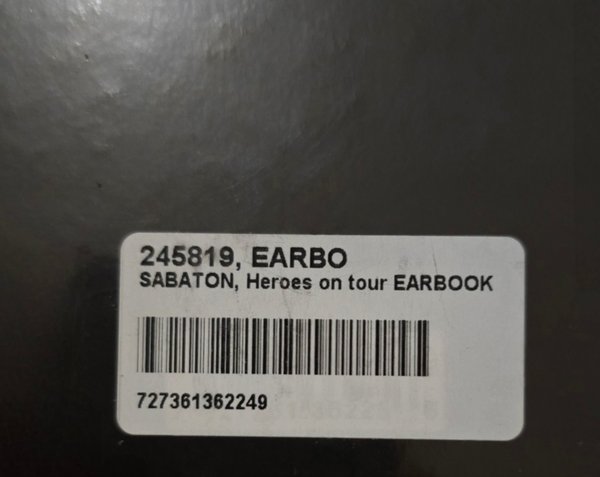 245819, EARBO
SABATON, Heroes on tour EARBOOK
727361362249